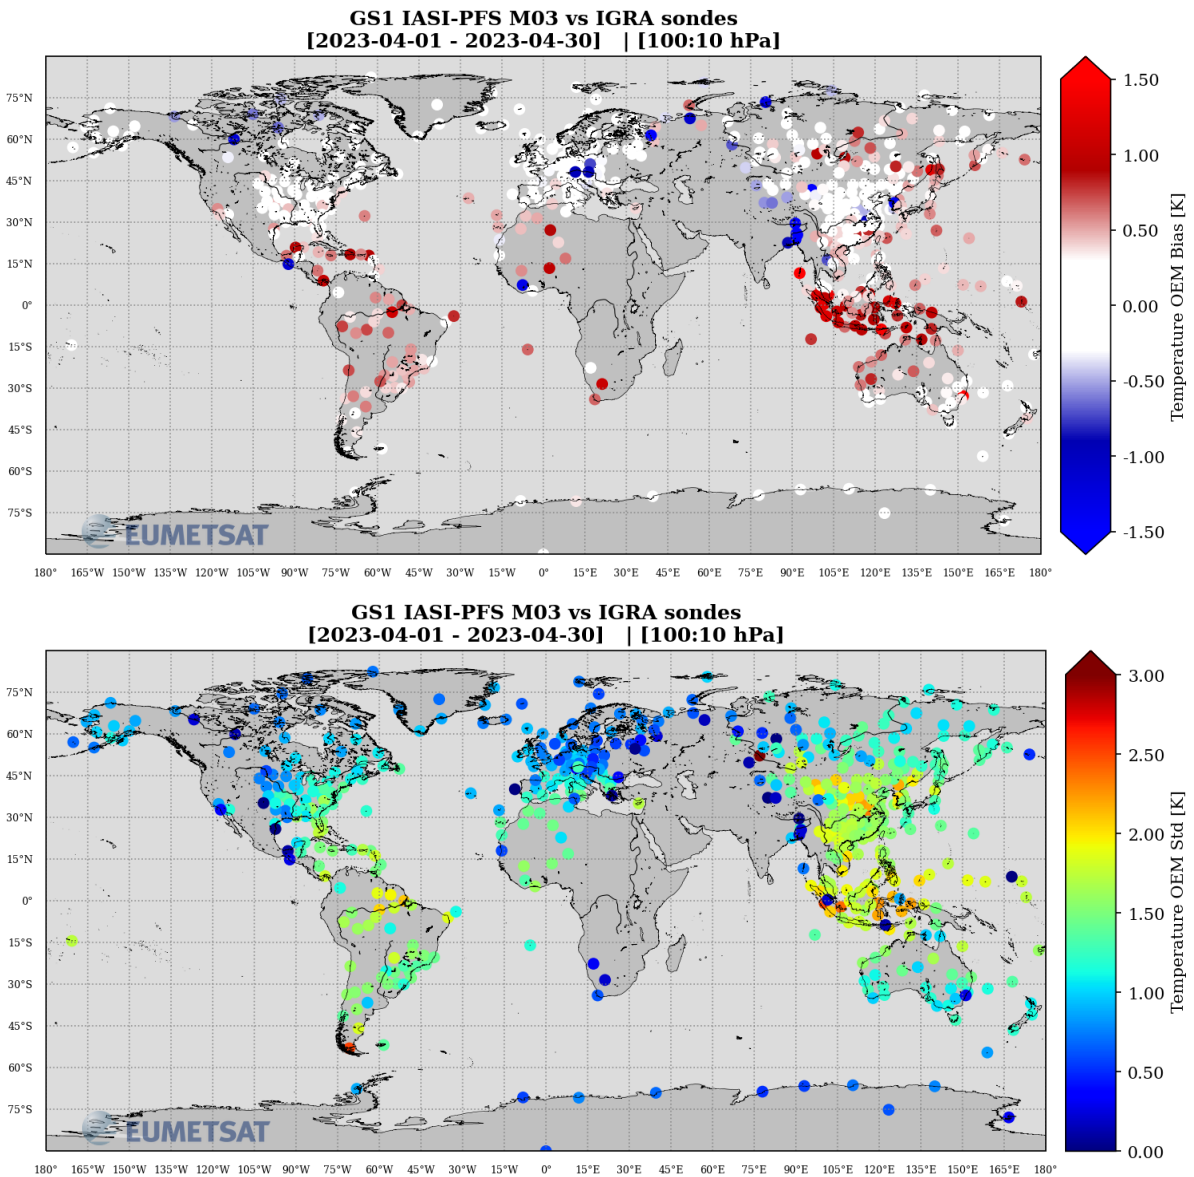 GS1 IASI-PFS M03 vs IGRA sondes
[2023-04-01 - 2023-04-30] | [100:10 hPa]
75°N
60°N
45°N
30°N
15°N
0°
15°S
30°S
45°S
60°S
75°S
EUMETSAT
180° 165°W 150°W 135°W 120°W 105°W 90°W 75°W 60°W 45°W 30°W 15°W 0° 15°E 30°E 45°E 60°E 75°E 90°E 105°E 120°E 135°E 150°E 165°E 180°
1.50
1.00
0.50
0.00
-0.50
-1.00
-1.50
Temperature OEM Bias [K]
GS1 IASI-PFS M03 vs IGRA sondes
[2023-04-01 - 2023-04-30] | [100:10 hPa]
75°N
60°N
45°N
30°N
15°N
0°
15°S
30°S
45°S
60°S
75°S
EUMETSAT
180° 165°W 150°W 135°W 120°W 105°W 90°W 75°W 60°W 45°W 30°W 15°W 0° 15°E 30°E 45°E 60°E 75°E 90°E 105°E 120°E 135°E 150°E 165°E 180°
3.00
2.50
2.00
1.50
1.00
0.50
0.00
Temperature OEM Std [K]